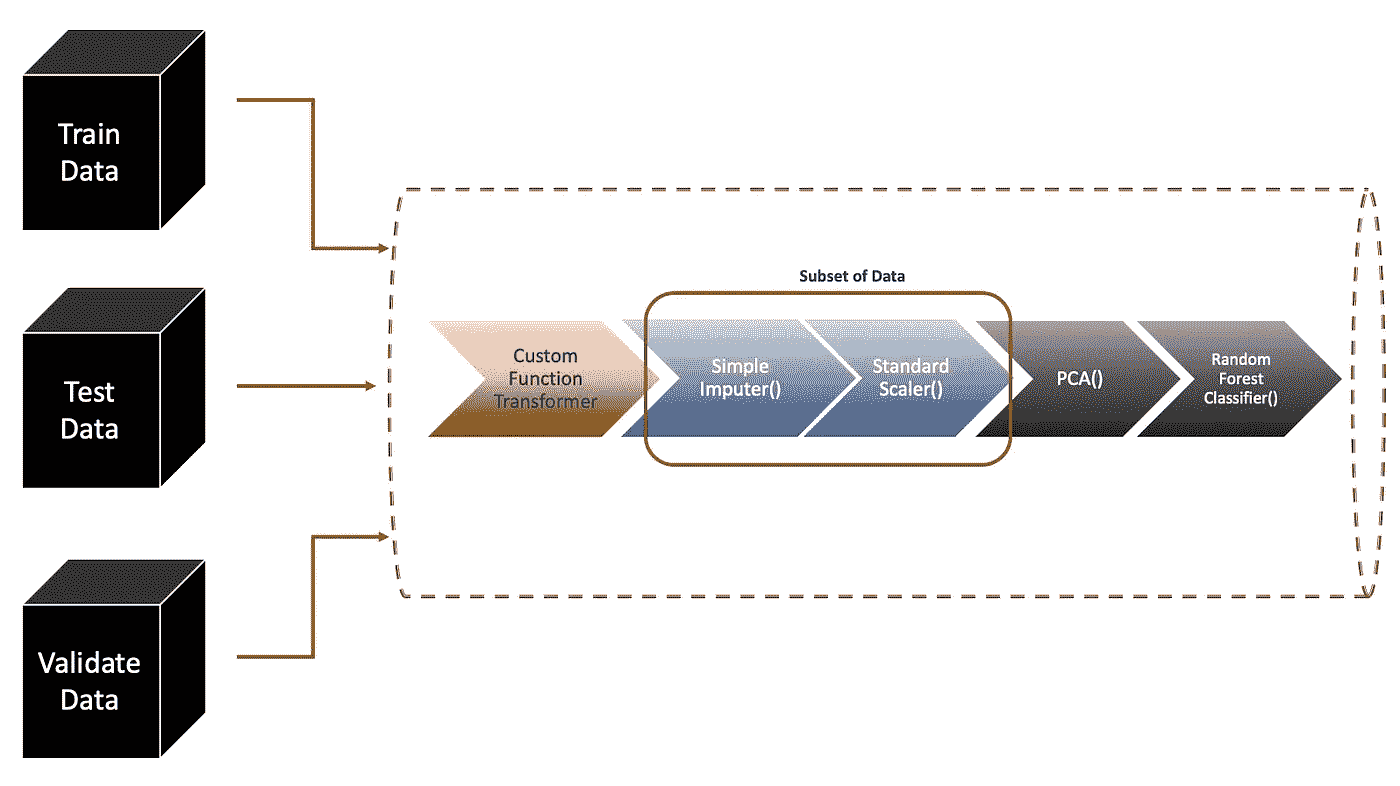 Train
Data
Test
Data
Validate
Data
Subset of Data
Custom
Function
Transformer
Simple
Imputer()
Standard
Scaler()
PCA()
Random
Forest
Classifier()